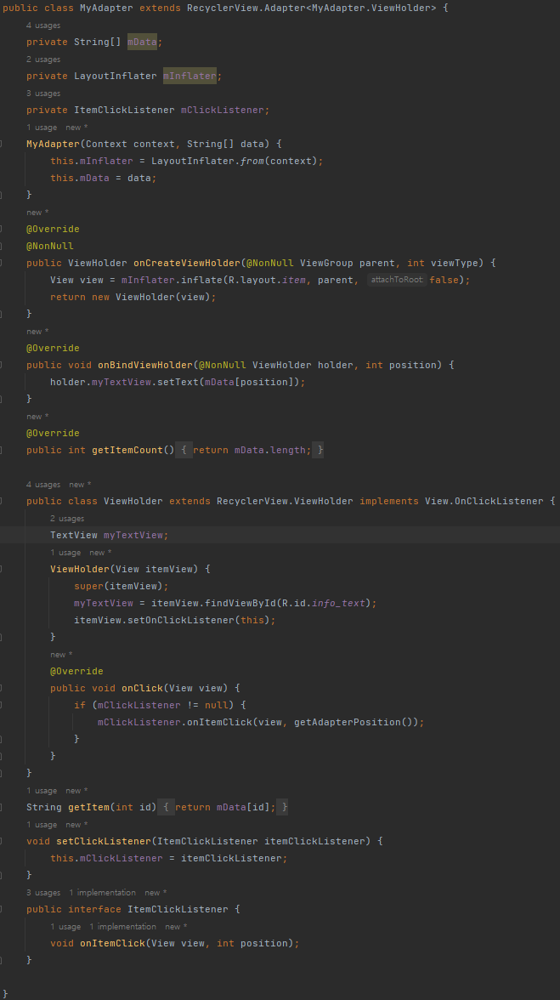 public class MyAdapter extends RecyclerView.Adapter<MyAdapter.ViewHolder> {
4 usages
private String[] mData;
2 usages
private LayoutInflater mInflater;
3 usages
private ItemClickListener mClickListener;
1 usage new *
MyAdapter(Context context, String[] data) {
this.mInflater = LayoutInflater.from(context);
this.mData = data;
}
new *
@Override
@NonNull
public ViewHolder onCreateViewHolder(@NonNull ViewGroup parent, int viewType) {
View view = mInflater.inflate(R.layout.item, parent, attachToRoot: false);
return new ViewHolder(view);
}
new *
@Override
public void onBindViewHolder(@NonNull ViewHolder holder, int position) {
holder.myTextView.setText(mData[position]);
}
new *
@Override
public int getItemCount() { return mData.length; }
4 usages new *
public class ViewHolder extends RecyclerView.ViewHolder implements View.OnClickListener {
2 usages
TextView myTextView;
1 usage new *
ViewHolder(View itemView) {
super(itemView);
myTextView = itemView.findViewById(R.id.info_text);
itemView.setOnClickListener(this);
}
new *
@Override
public void onClick(View view) {
if (mClickListener != null) {
mClickListener.onItemClick(view, getAdapterPosition());
}
}
}
1 usage new *
String getItem(int id) { return mData[id]; }
1 usage new *
void setClickListener(ItemClickListener itemClickListener) {
this.mClickListener = itemClickListener;
}
3 usages 1 implementation new *
public interface ItemClickListener {
1 usage 1 implementation new *
void onItemClick(View view, int position);
}
}